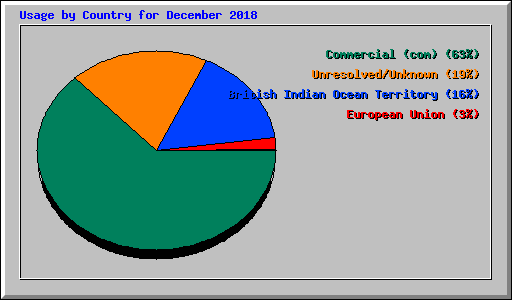 Usage by Country for December 2018
Commercial (com) (63%)
Unresolved/Unknown (19%)
British Indian Ocean Territory (16%)
European Union (3%)